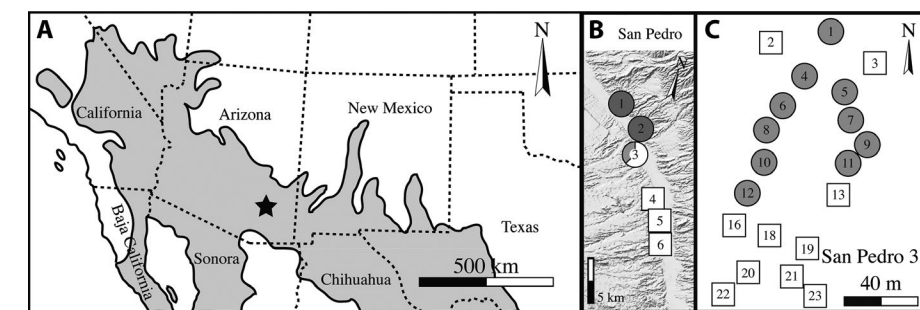 A
N
California
Arizona
New Mexico
Baja California
Sonora
Chihuahua
Texas
500 km
B
San Pedro
N
1
2
3
4
5
6
5 km
C
N
1
2
3
4
5
6
7
8
9
10
11
12
13
16
18
19
San Pedro 3
20
21
22
23
40 m